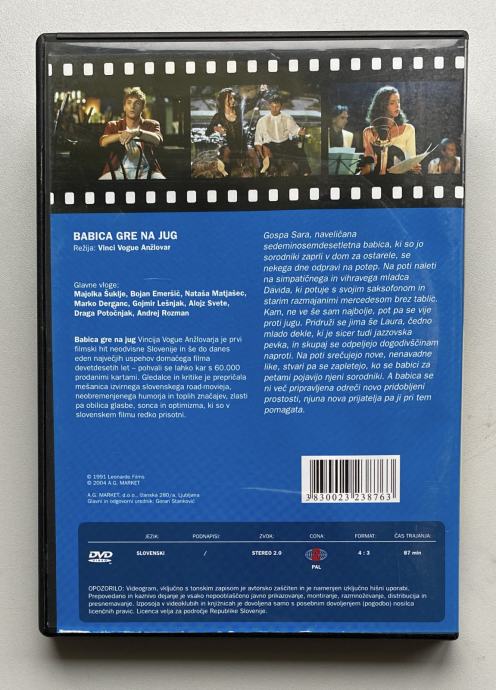 BABICA GRE NA JUG
Režija: Vinci Vogue Anžlovar
Glavne vloge:
Majolka Šuklje, Bojan Emeršič, Nataša Matjašec,
Marko Derganc, Gojmir Lešnjak, Alojz Svete,
Draga Potočnjak, Andrej Rozman
Babica gre na jug Vincija Vogue Anžlovarja je prvi
filmski hit neodvisne Slovenije in še do danes
eden največjih uspehov domačega filma
devetdesetih let – pohvali se lahko kar s 60.000
prodanimi kartami. Gledalce in kritike je prepričala
mešanica izvirnega slovenskega road-movieja,
neobremenjenega humorja in toplih značajev, zlasti
pa obilica glasbe, sonca in optimizma, ki so v
slovenskem filmu redko prisotni.
Gospa Sara, naveličana
sedeminosemdesetletna babica, ki so jo
sorodniki zaprli v dom za ostarele, se
nekega dne odpravi na potep. Na poti naleti
na simpatičnega in vihravega mladca
Davida, ki potuje s svojim saksofonom in
starim razmajanimi mercedesom brez tablic.
Kam, ne ve še sam najbolje, pot pa se vije
proti jugu. Pridruži se jima še Laura, čedno
mlado dekle, ki je sicer tudi jazzovska
pevka, in skupaj se odpeljejo dogodivščinam
naproti. Na poti srečujejo nove, nenavadne
like, stvari pa se zapletejo, ko se babici za
petami pojavijo njeni sorodniki. A babica se
ni več pripravljena odreči novo pridobljeni
prostosti, njuna nova prijatelja pa ji pri tem
pomagata.
© 1991 Leonardo Films
© 2004 A.G. MARKET
A.G. MARKET, d.o.o., Ižanska 280/a, Ljubljana
Glavni in odgovorni urednik: Goran Stanković
3830023238763
JEZIK: PODNAPISI: ZVOK: CONA: FORMAT: ČAS TRAJANJA:
DVD VIDEO SLOVENSKI / STEREO 2.0 PAL 4 : 3 87 min
OPOZORILO: Videogram, vključno s tonskim zapisom je avtorsko zaščiten in je namenjen izključno hišni uporabi.
Prepovedano in kaznivo dejanje je vsako nepooblaščeno javno prikazovanje, montiranje, razmnoževanje, distribucija in
presnemavanje. Izposoja v videoklubih in knjižnicah je dovoljena samo s posebnim dovoljenjem (pogodbo) nosilca
licenčnih pravic. Licenca velja za področje Republike Slovenije.